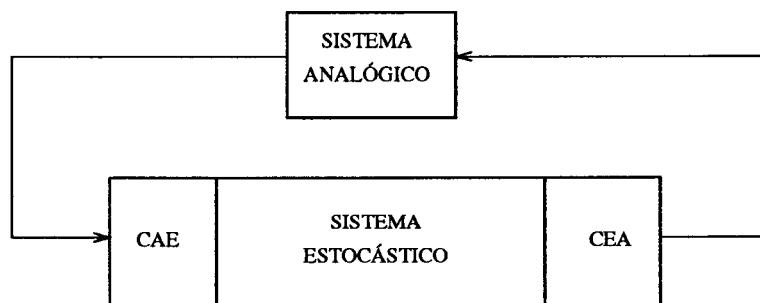 SISTEMA
ANALÓGICO
CAE
SISTEMA
ESTOCÁSTICO
CEA